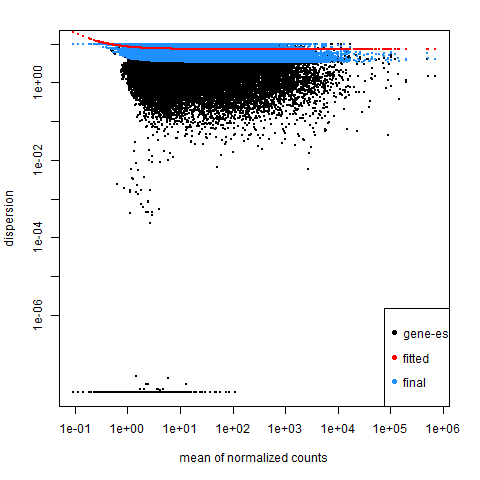 1e+00
1e-02
1e-04
1e-06
dispersion
gene-es
fitted
final
1e-01 1e+00 1e+01 1e+02 1e+03 1e+04 1e+05 1e+06
mean of normalized counts